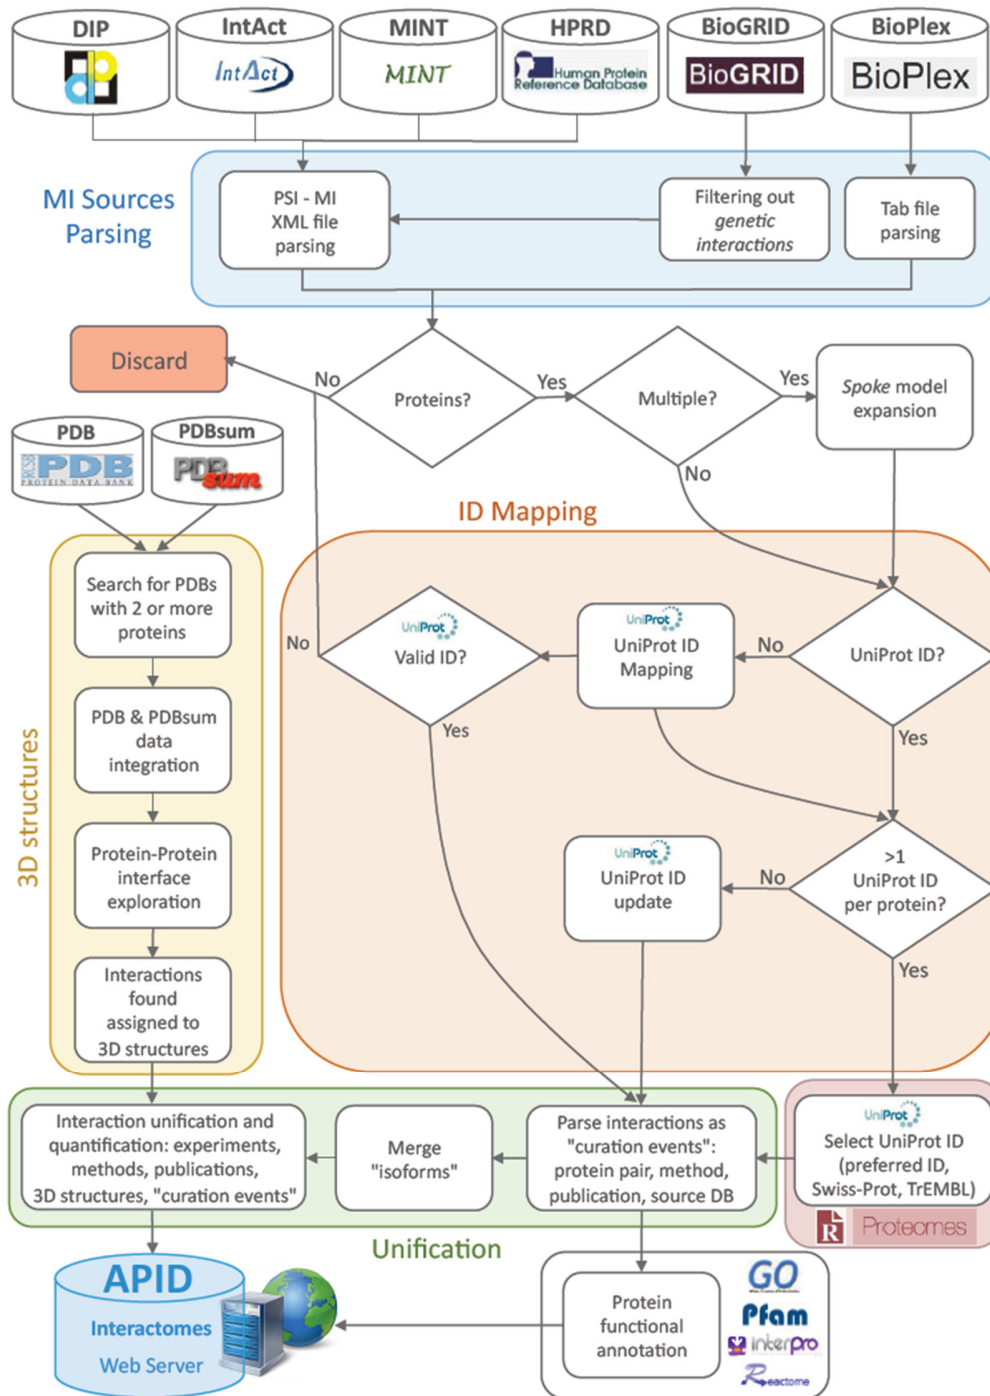 DIP
IntAct
MINT
HPRD
BioGRID
BioPlex
IntAct
MINT
Human Protein
Reference Database
BioGRID
BioPlex
MI Sources
Parsing
PSI - MI
XML file
parsing
Filtering out
genetic
interactions
Tab file
parsing
Discard
No
Proteins?
Yes
Multiple?
Yes
Spoke model
expansion
No
PDB
PDBsum
RCSB
PDB
PROTEIN DATA BANK
PDB
sum
ID Mapping
Search for PDBs
with 2 or more
proteins
PDB & PDBsum
data
integration
Protein-Protein
interface
exploration
Interactions
found
assigned to
3D structures
3D structures
No
UniProt
Valid ID?
Yes
UniProt
UniProt ID
Mapping
No
UniProt ID?
Yes
UniProt
UniProt ID
update
No
>1
UniProt ID
per protein?
Yes
Interaction unification and
quantification: experiments,
methods, publications,
3D structures, "curation events"
Merge
"isoforms"
Parse interactions as
"curation events":
protein pair, method,
publication, source DB
UniProt
Select UniProt ID
(preferred ID,
Swiss-Prot, TrEMBL)
R
Proteomes
Unification
APID
Interactomes
Web Server
Protein
functional
annotation
GO
Pfam
interpro
Reactome